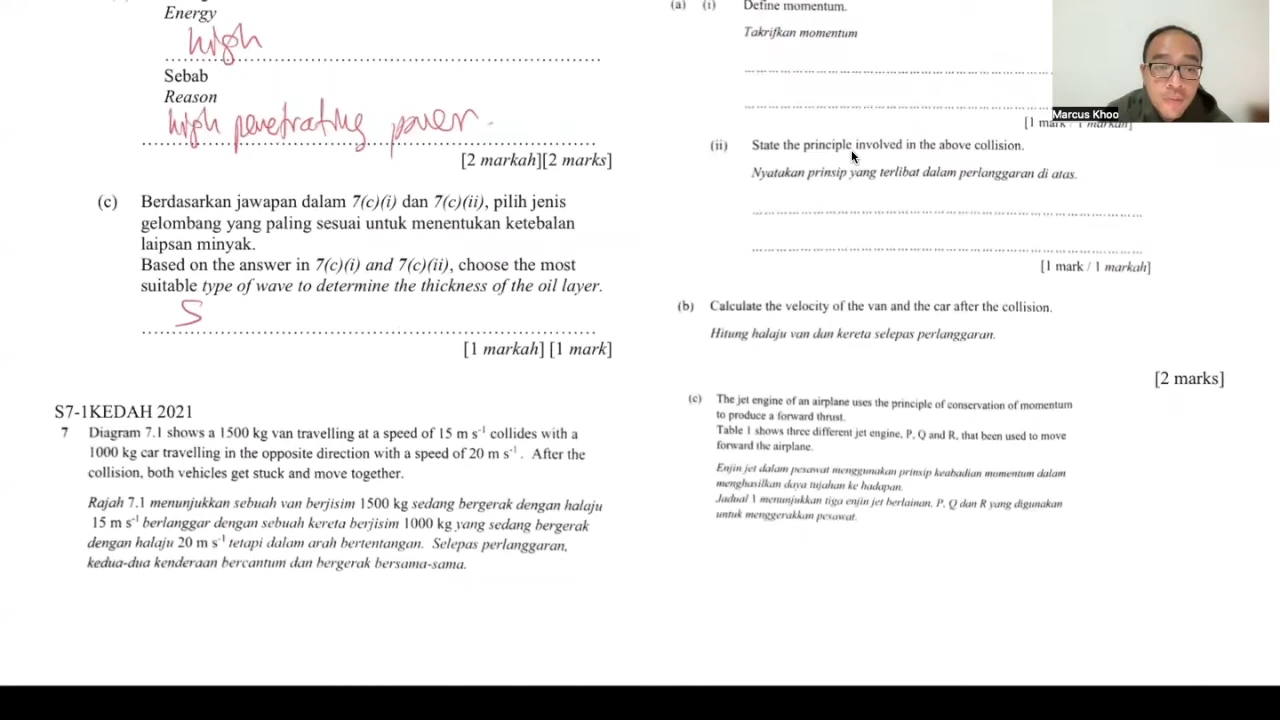 Energy
high
Sebab
Reason
high penetrating power
[2 markah][2 marks]
(c) Berdasarkan jawapan dalam 7(c)(i) dan 7(c)(ii), pilih jenis
gelombang yang paling sesuai untuk menentukan ketebalan
laipsan minyak.
Based on the answer in 7(c)(i) and 7(c)(ii), choose the most
suitable type of wave to determine the thickness of the oil layer.
S
[1 markah] [1 mark]
S7-1KEDAH 2021
7 Diagram 7.1 shows a 1500 kg van travelling at a speed of 15 m s⁻¹ collides with a
1000 kg car travelling in the opposite direction with a speed of 20 m s⁻¹. After the
collision, both vehicles get stuck and move together.
Rajah 7.1 menunjukkan sebuah van berjisim 1500 kg sedang bergerak dengan halaju
15 m s⁻¹ berlanggar dengan sebuah kereta berjisim 1000 kg yang sedang bergerak
dengan halaju 20 m s⁻¹ tetapi dalam arah bertentangan. Selepas perlanggaran,
kedua-dua kenderaan bercantum dan bergerak bersama-sama.
(a) (i) Define momentum.
Takrifkan momentum
[1 mark / 1 markah]
(ii) State the principle involved in the above collision.
Nyatakan prinsip yang terlibat dalam perlanggaran di atas.
[1 mark / 1 markah]
(b) Calculate the velocity of the van and the car after the collision.
Hitung halaju van dan kereta selepas perlanggaran.
[2 marks]
(c) The jet engine of an airplane uses the principle of conservation of momentum
to produce a forward thrust.
Table 1 shows three different jet engine, P, Q and R, that been used to move
forward the airplane.
Enjin jet dalam pesawat menggunakan prinsip keabadian momentum dalam
menghasilkan daya tujahan ke hadapan.
Jadual 1 menunjukkan tiga enjin jet berlainan, P, Q dan R yang digunakan
untuk menggerakkan pesawat.
Marcus Khoo